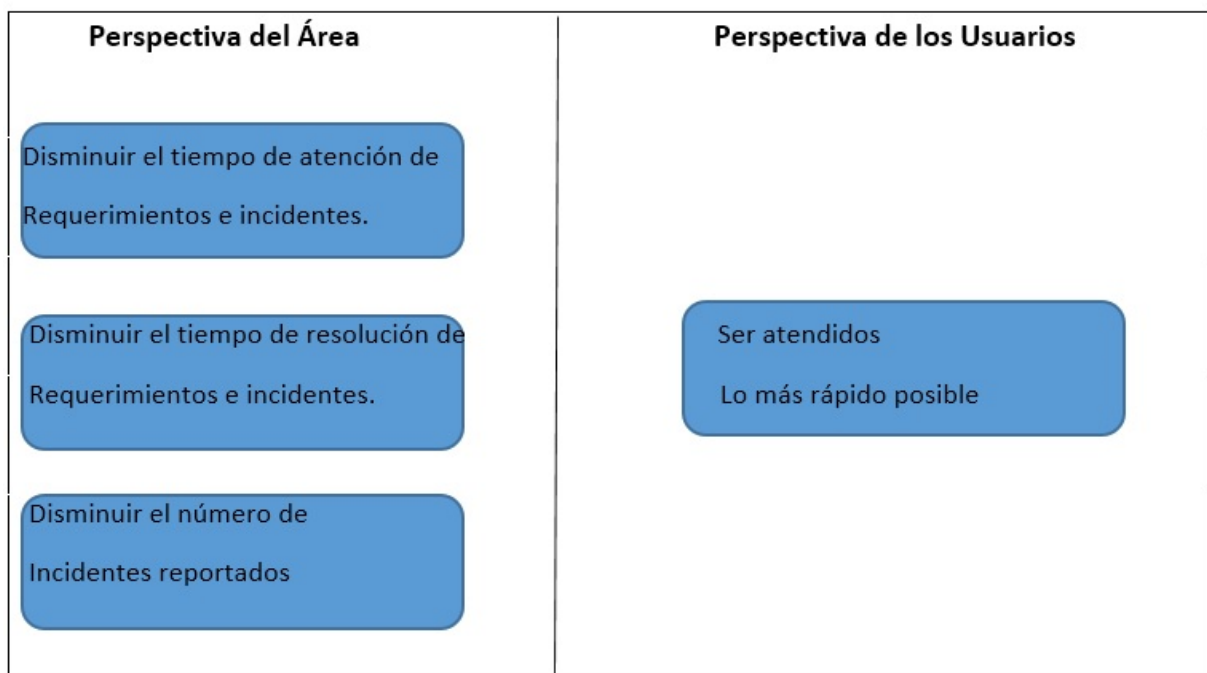 Perspectiva del Área
Disminuir el tiempo de atención de
Requerimientos e incidentes.
Disminuir el tiempo de resolución de
Requerimientos e incidentes.
Disminuir el número de
Incidentes reportados
Perspectiva de los Usuarios
Ser atendidos
Lo más rápido posible